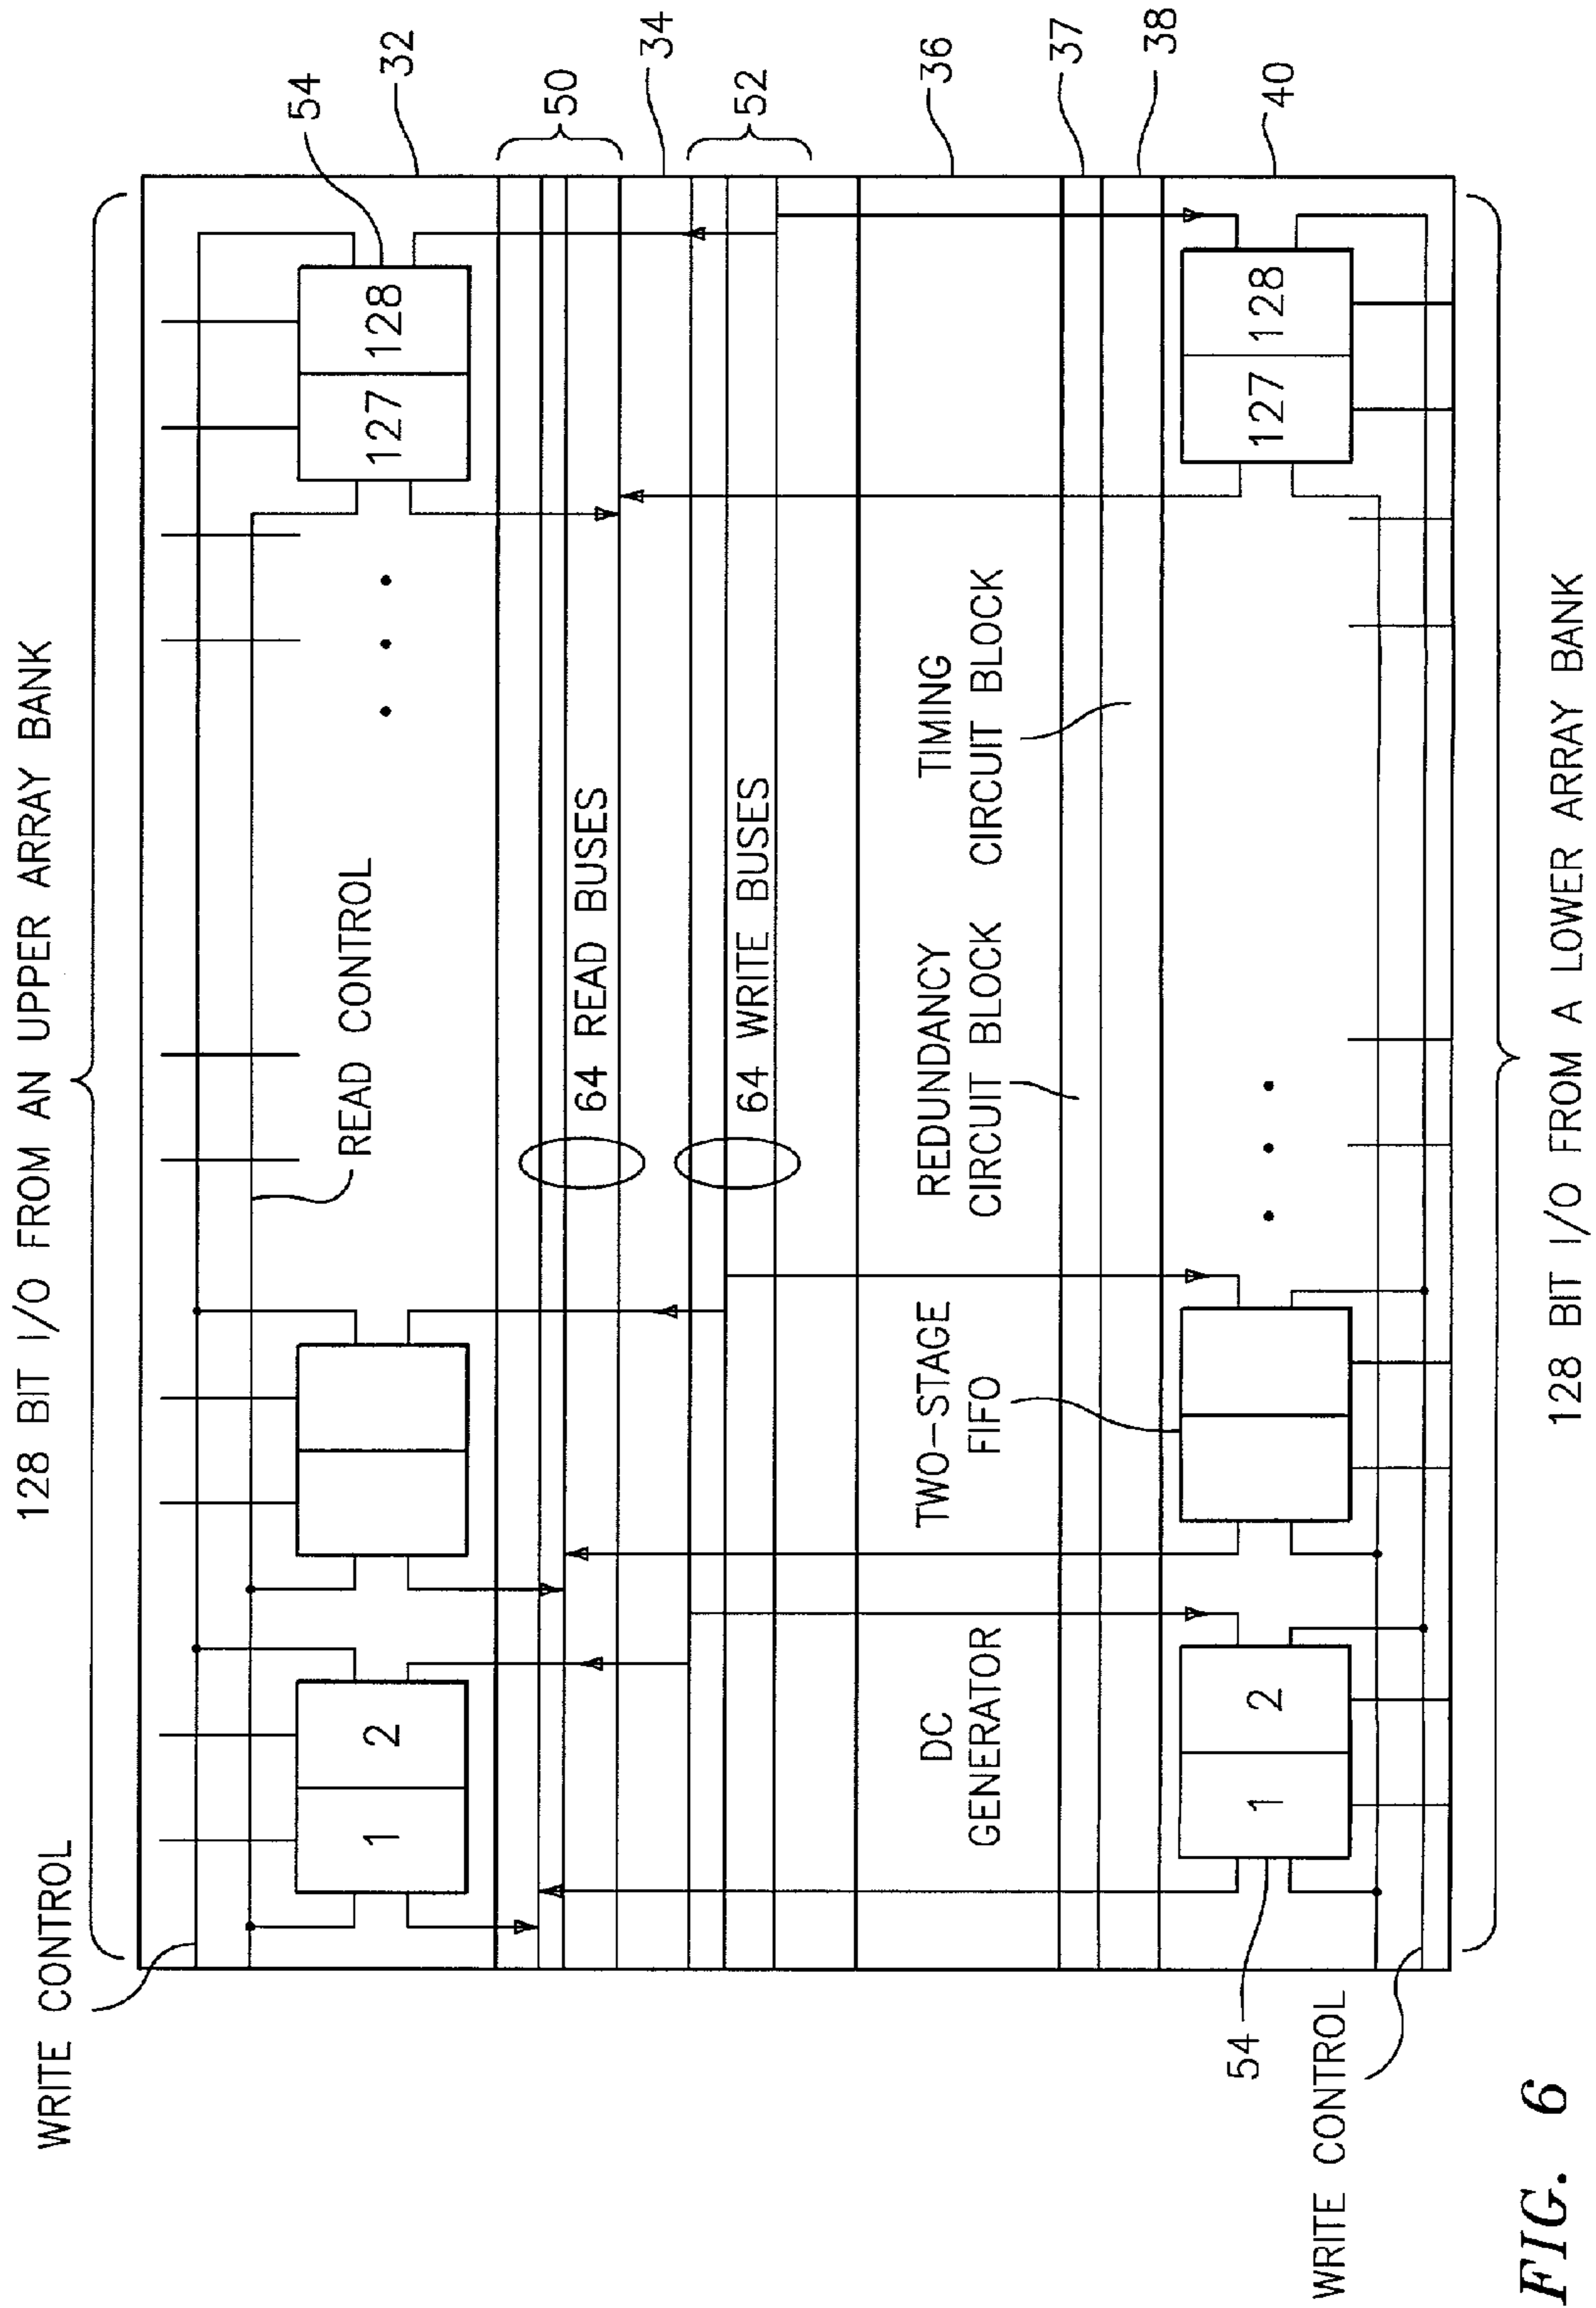 128 BIT I/O FROM AN UPPER ARRAY BANK
WRITE CONTROL
54
32
1
2
127
128
READ CONTROL
50
64 READ BUSES
34
64 WRITE BUSES
52
DC
GENERATOR
TWO-STAGE
FIFO
REDUNDANCY
CIRCUIT BLOCK
TIMING
CIRCUIT BLOCK
36
37
38
1
2
127
128
40
54
WRITE CONTROL
128 BIT I/O FROM A LOWER ARRAY BANK
FIG. 6